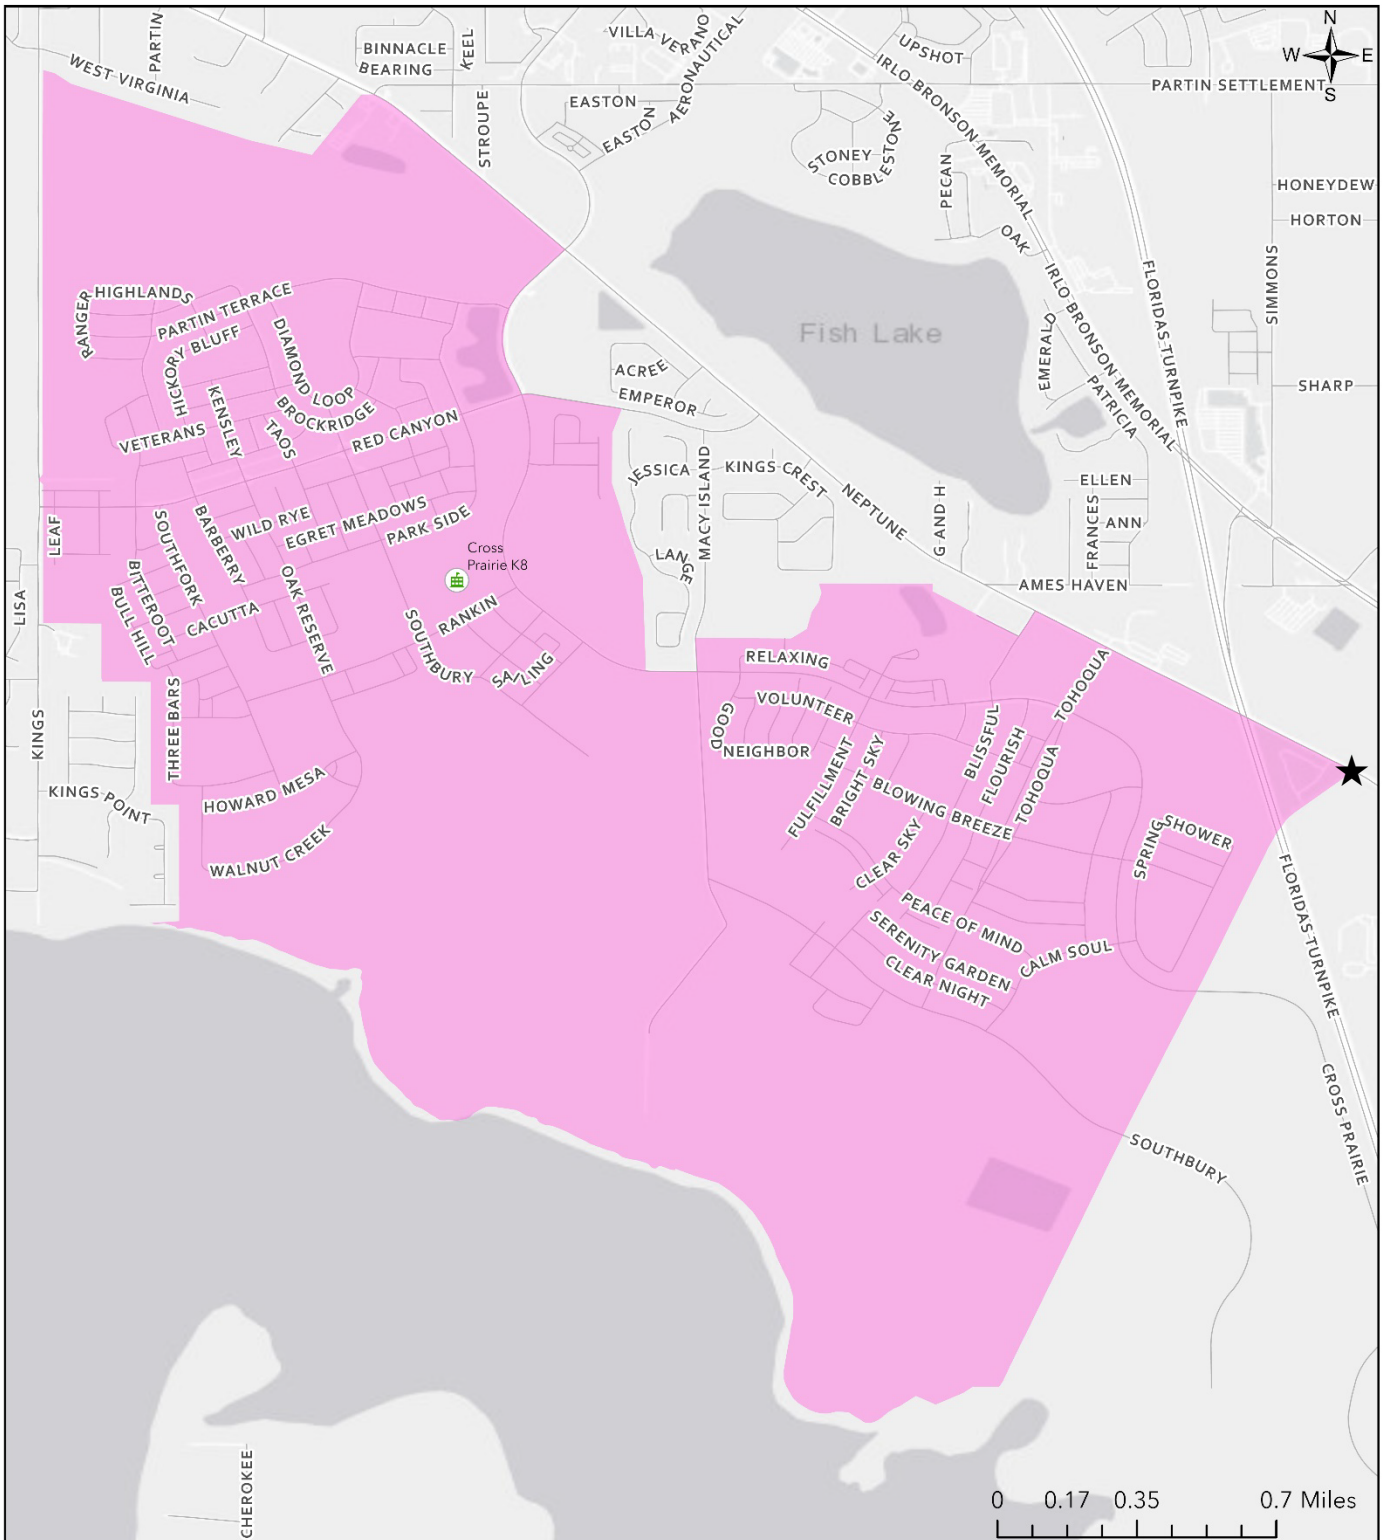 N
W E
S
PARTIN
BINNACLE
BEARING
KEEL
VILLA VERANO
AERONAUTICAL
UPSHOT
IRLO BRONSON MEMORIAL
PARTIN SETTLEMENT
WEST VIRGINIA
STROUPE
EASTON
EASTON
STONEY
COBBLESTONE
PECAN
OAK
HONEYDEW
HORTON
SIMMONS
FLORIDAS TURNPIKE
IRLO BRONSON MEMORIAL
Fish Lake
EMERALD
PATRICIA
SHARP
RANGER
HIGHLANDS
PARTIN TERRACE
HICKORY BLUFF
DIAMOND LOOP
BROCKRIDGE
KENSLEY
TAOS
VETERANS
RED CANYON
ACREE
EMPEROR
JESSICA
MACY ISLAND
KINGS CREST
NEPTUNE
G AND H
ELLEN
ANN
FRANCES
LANGE
AMES HAVEN
LEAF
LISA
SOUTHFORK
BARBERRY
WILD RYE
EGRET MEADOWS
PARK SIDE
Cross
Prairie K8
BITTEROOT
BULL HILL
CACUTTA
OAK RESERVE
SOUTHBURY
RANKIN
SAILING
THREE BARS
KINGS
KINGS POINT
HOWARD MESA
WALNUT CREEK
RELAXING
VOLUNTEER
GOOD NEIGHBOR
FULFILLMENT
BRIGHT SKY
BLISSFUL
FLOURISH
TOHOQUA
TOHOQUA
BLOWING BREEZE
CLEAR SKY
SPRING SHOWER
PEACE OF MIND
SERENITY GARDEN
CLEAR NIGHT
CALM SOUL
FLORIDAS TURNPIKE
CROSS PRAIRIE
SOUTHBURY
CHEROKEE
0 0.17 0.35 0.7 Miles